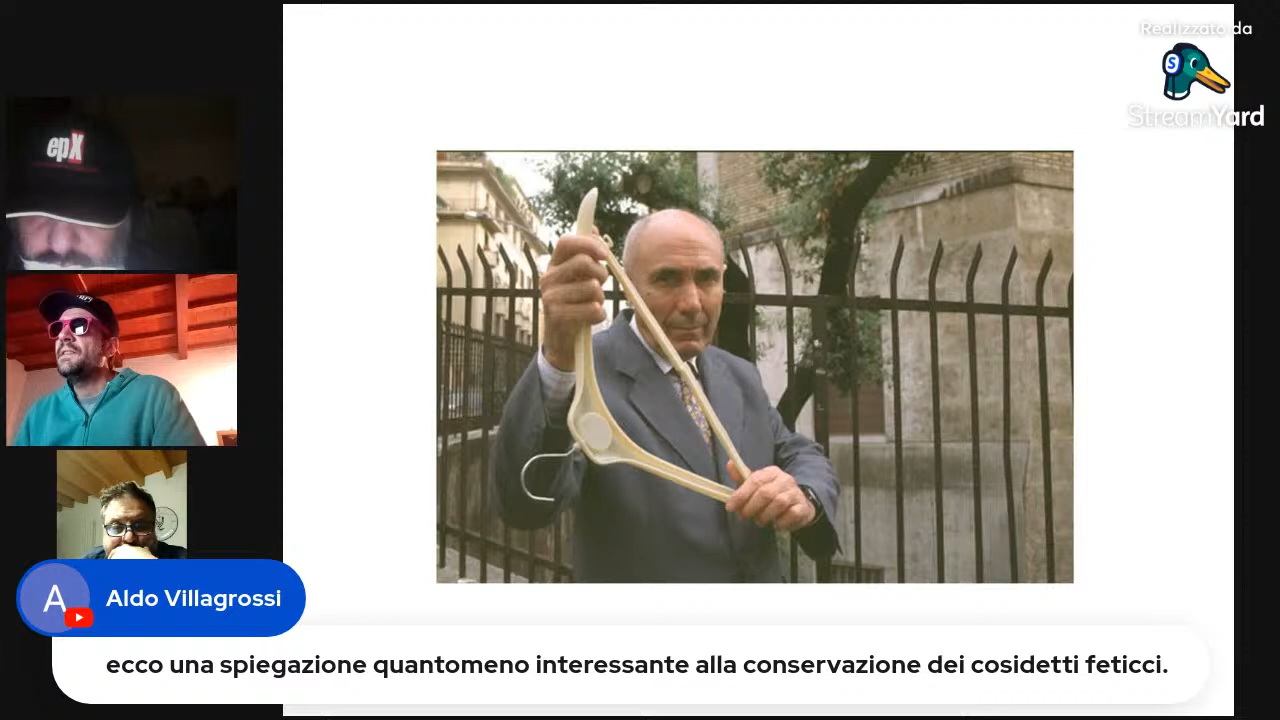 Realizzato da
S
StreamYard
epX
A
Aldo Villagrossi
ecco una spiegazione quantomeno interessante alla conservazione dei cosidetti feticci.